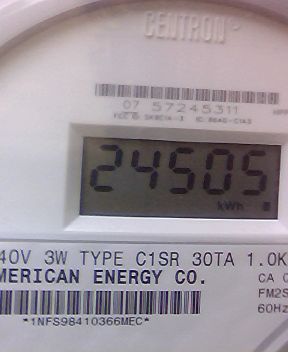 CENTRON
07 57245311
24505
kWh
40V 3W TYPE C1SR 30TA 1.0K
MERICAN ENERGY CO.
CA
FM2S
60Hz
*1NFS98410366MEC*